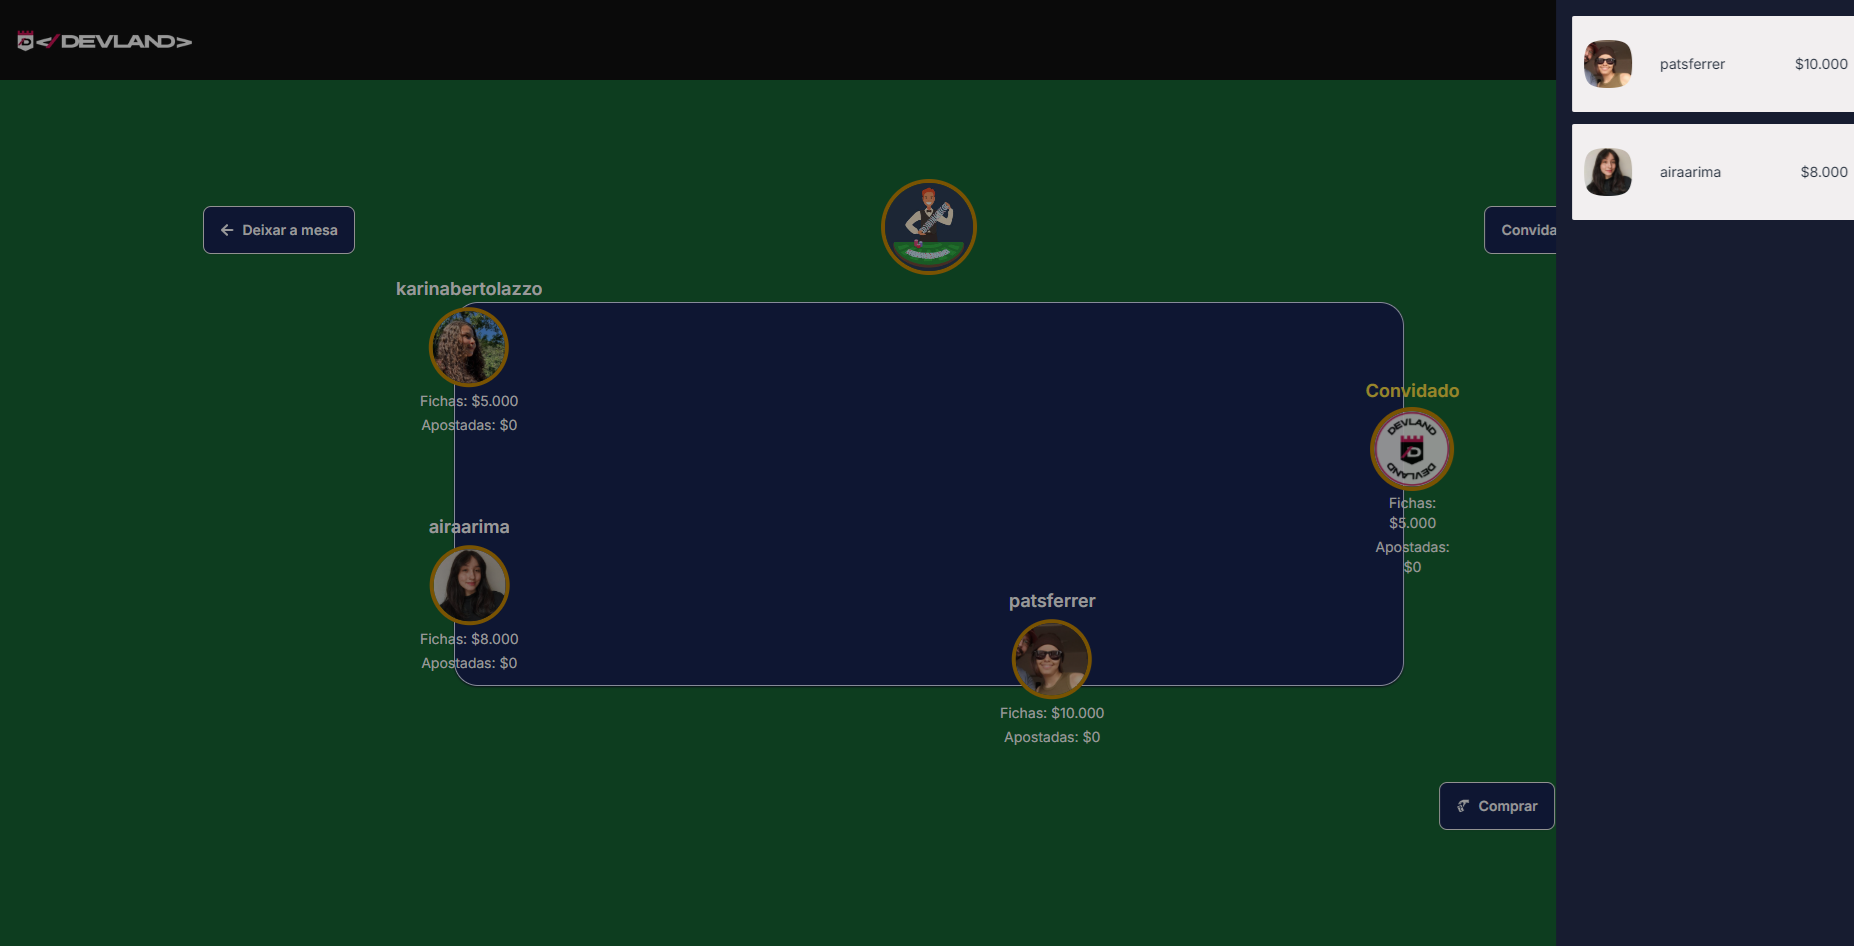 </DEVLAND>
patsferrer
$10.000
airaarima
$8.000
Deixar a mesa
Convida
karinabertolazzo
Fichas: $5.000
Apostadas: $0
Convidado
DEVLAND
DEVLAND
Fichas:
$5.000
Apostadas:
$0
airaarima
Fichas: $8.000
Apostadas: $0
patsferrer
Fichas: $10.000
Apostadas: $0
Comprar